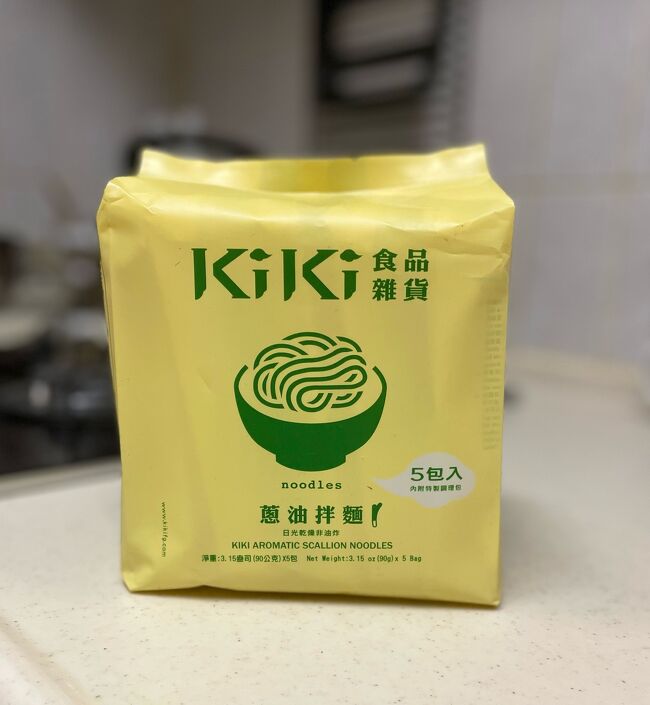 KiKi 食品雜貨
noodles
5包入
內附特製調理包
蔥油拌麵
日光乾燥非油炸
KIKI AROMATIC SCALLION NOODLES
淨重:3.15盎司(90公克)X5包 Net Weight:3.15 oz(90g)x 5 Bag
www.kikifp.com